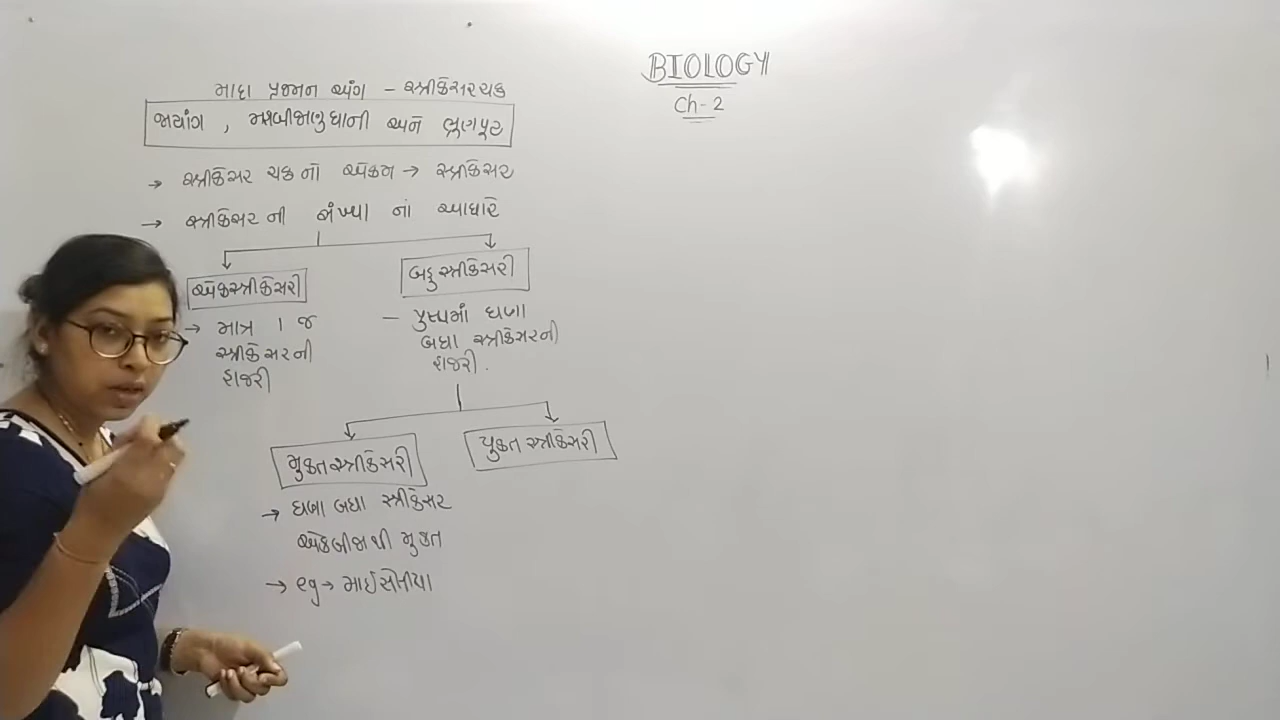 BIOLOGY
Ch-2
માદા પ્રજનન અંગ - સ્ત્રીકેસરચક્ર
જાયાંગ, મહાબીજાણુધાની અને ભ્રૂણપૂટ
→ સ્ત્રીકેસર ચક્રનો એકમ → સ્ત્રીકેસર
→ સ્ત્રીકેસર ની સંખ્યા નાં આધારે
એકસ્ત્રીકેસરી
બહુસ્ત્રીકેસરી
→ માત્ર 1 જ
સ્ત્રીકેસરની
હાજરી
- પુષ્પમાં ઘણા
બધા સ્ત્રીકેસરની
હાજરી.
મુક્તસ્ત્રીકેસરી
યુક્ત સ્ત્રીકેસરી
→ ઘણા બધા સ્ત્રીકેસર
એકબીજાથી મુક્ત
→ eg →